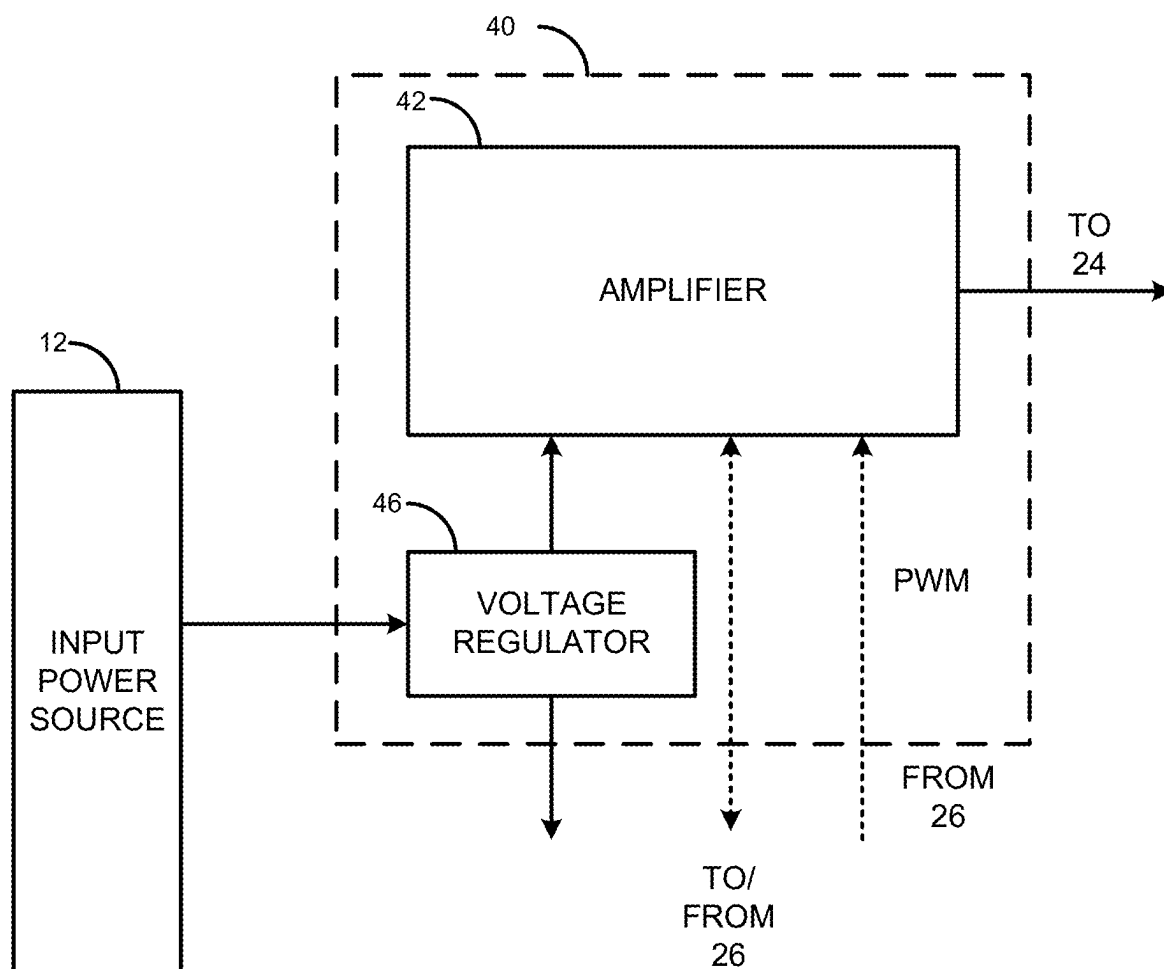 40
42
AMPLIFIER
TO
24
12
46
VOLTAGE
REGULATOR
PWM
INPUT
POWER
SOURCE
FROM
26
TO/
FROM
26